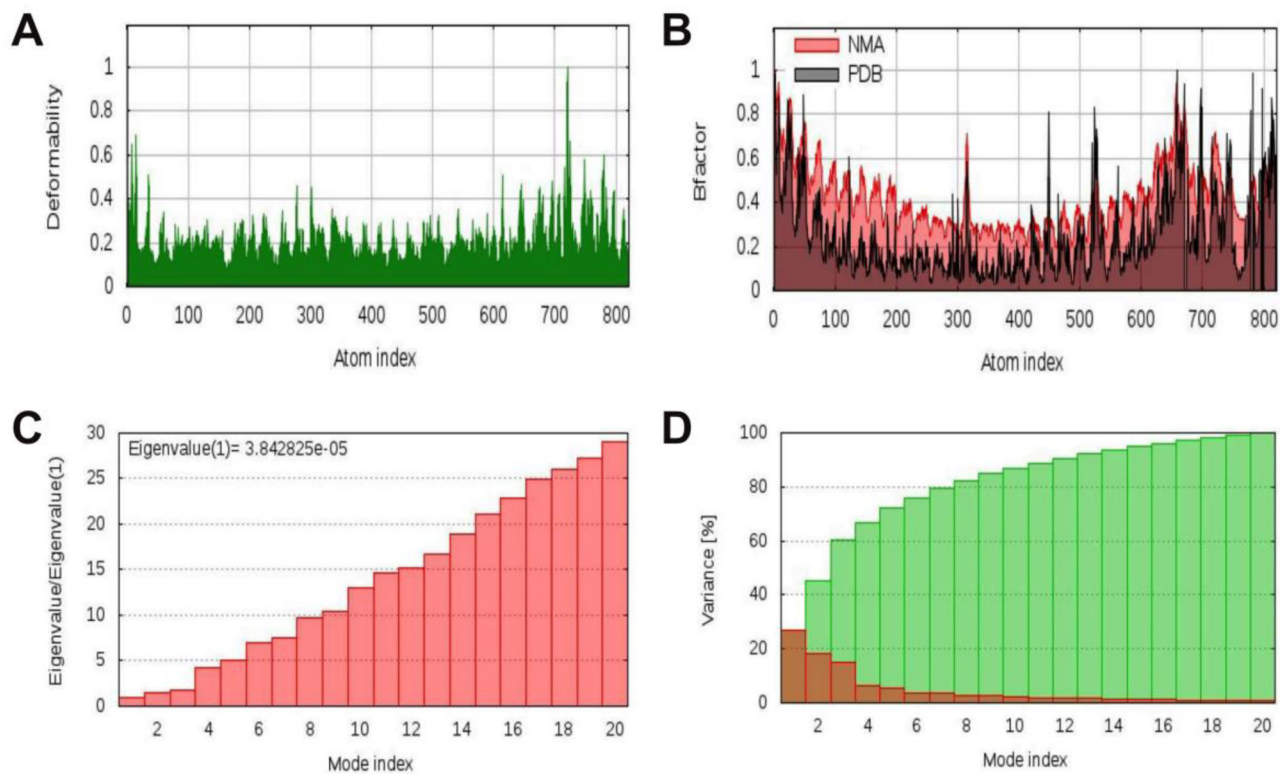 A
Deformability
1
0.8
0.6
0.4
0.2
0
0 100 200 300 400 500 600 700 800
Atom index
B
NMA
PDB
Bfactor
1
0.8
0.6
0.4
0.2
0
0 100 200 300 400 500 600 700 800
Atom index
C
Eigenvalue(1)= 3.842825e-05
Eigenvalue/Eigenvalue(1)
30
25
20
15
10
5
0
2 4 6 8 10 12 14 16 18 20
Mode index
D
Variance [%]
100
80
60
40
20
0
2 4 6 8 10 12 14 16 18 20
Mode index